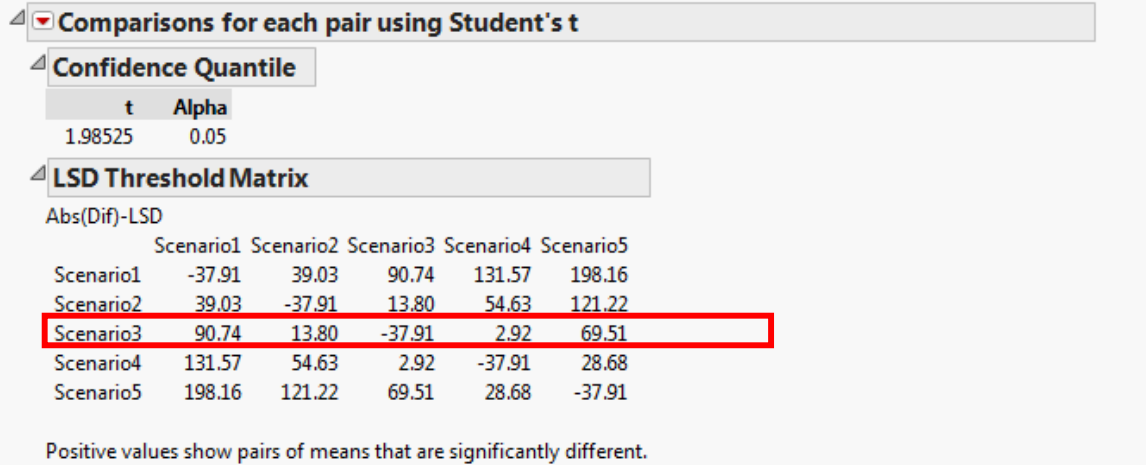 Comparisons for each pair using Student's t
Confidence Quantile
t Alpha
1.98525 0.05
LSD Threshold Matrix
Abs(Dif)-LSD
Scenario1 Scenario2 Scenario3 Scenario4 Scenario5
Scenario1 -37.91 39.03 90.74 131.57 198.16
Scenario2 39.03 -37.91 13.80 54.63 121.22
Scenario3 90.74 13.80 -37.91 2.92 69.51
Scenario4 131.57 54.63 2.92 -37.91 28.68
Scenario5 198.16 121.22 69.51 28.68 -37.91
Positive values show pairs of means that are significantly different.